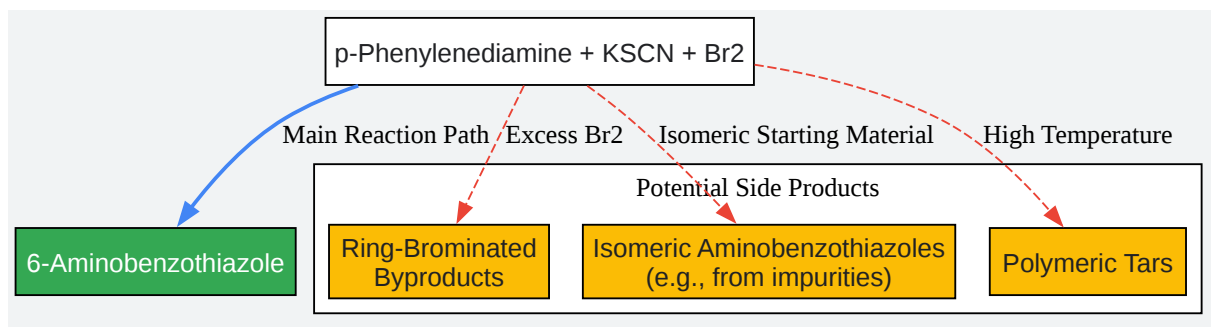 p-Phenylenediamine + KSCN + Br2
Main Reaction Path
Excess Br2
Isomeric Starting Material
High Temperature
Potential Side Products
6-Aminobenzothiazole
Ring-Brominated
Byproducts
Isomeric Aminobenzothiazoles
(e.g., from impurities)
Polymeric Tars